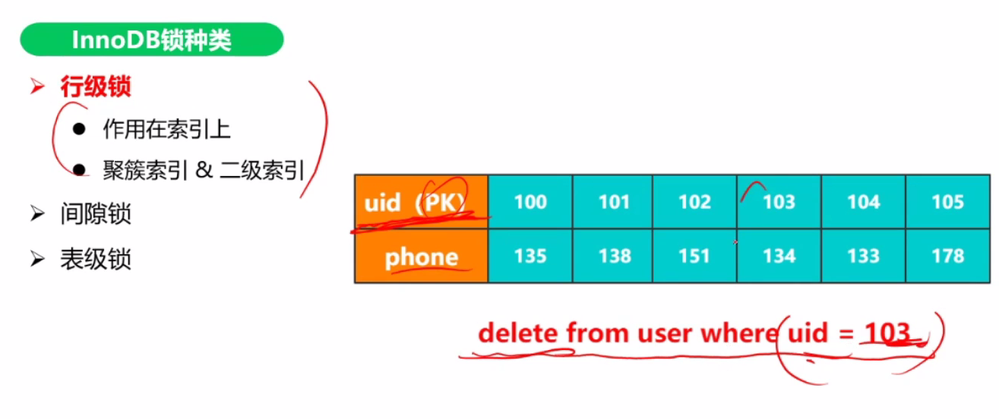 InnoDB锁种类
行级锁
作用在索引上
聚簇索引 & 二级索引
间隙锁
表级锁
uid（PK） 100 101 102 103 104 105
phone 135 138 151 134 133 178
delete from user where uid = 103